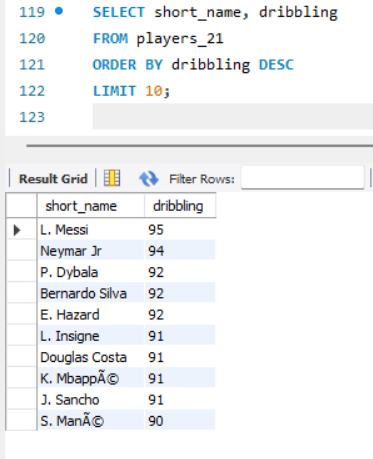 119 SELECT short_name, dribbling
120 FROM players_21
121 ORDER BY dribbling DESC
122 LIMIT 10;
123
Result Grid Filter Rows:
short_name dribbling
L. Messi 95
Neymar Jr 94
P. Dybala 92
Bernardo Silva 92
E. Hazard 92
L. Insigne 91
Douglas Costa 91
K. MbappÃ© 91
J. Sancho 91
S. ManÃ© 90